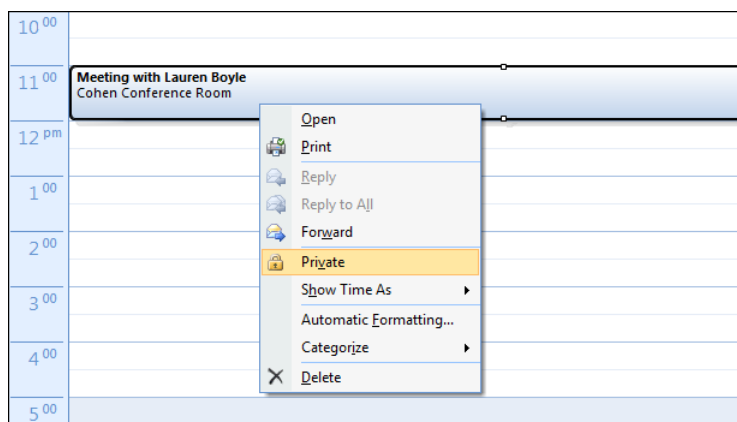 10 00
11 00
Meeting with Lauren Boyle
Cohen Conference Room
12 pm
1 00
2 00
3 00
4 00
5 00
Open
Print
Reply
Reply to All
Forward
Private
Show Time As
Automatic Formatting...
Categorize
Delete